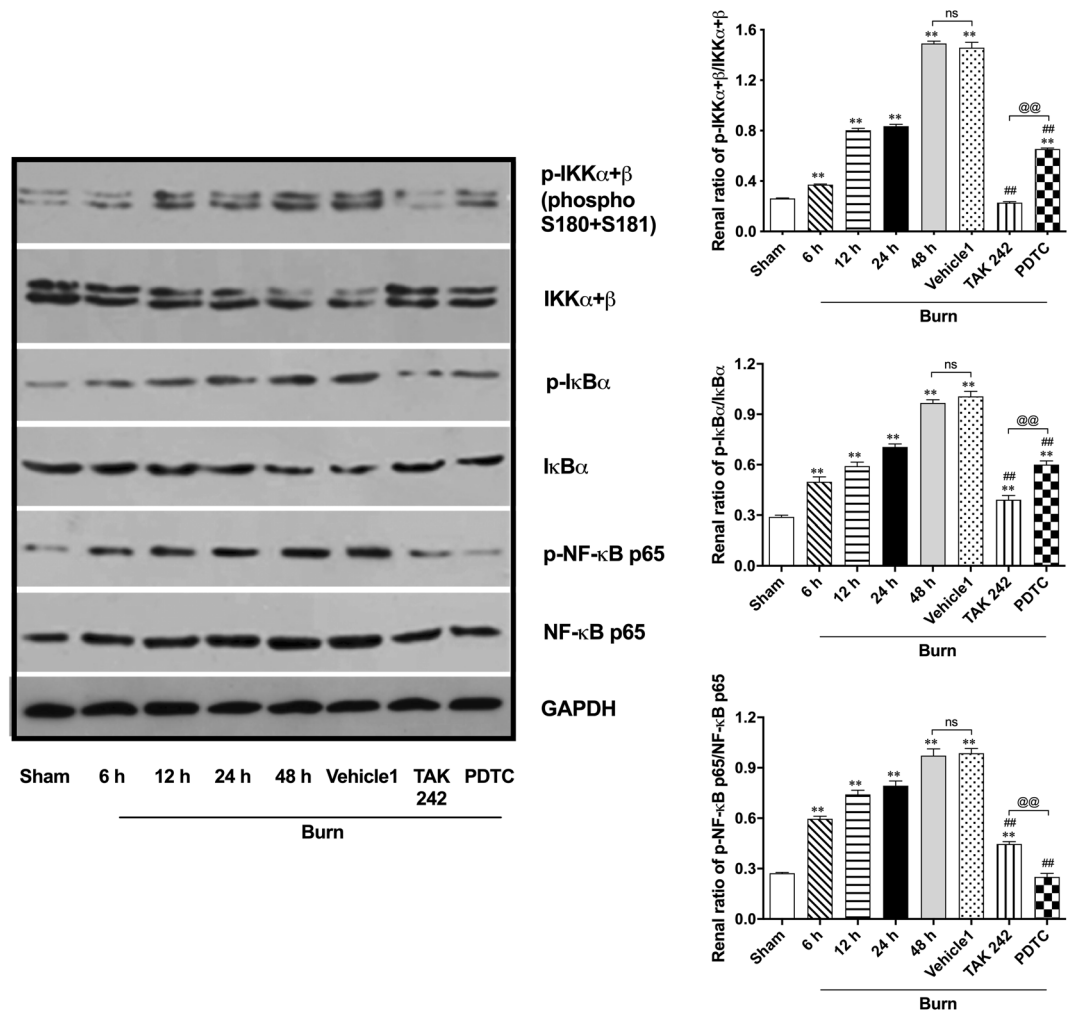 p-IKKα+β
(phospho
S180+S181)
IKKα+β
p-IκBα
IκBα
p-NF-κB p65
NF-κB p65
GAPDH
Sham 6 h 12 h 24 h 48 h Vehicle1 TAK PDTC
242
Burn
Renal ratio of p-IKKα+β/IKKα+β
1.6
1.2
0.8
0.4
0.0
ns
** ** ** ** **
@@
##
## **
Sham 6 h 12 h 24 h 48 h Vehicle1 TAK 242 PDTC
Burn
Renal ratio of p-IκBα/IκBα
1.2
0.9
0.6
0.3
0.0
ns
** ** ** ** **
@@
## ##
** **
Sham 6 h 12 h 24 h 48 h Vehicle1 TAK 242 PDTC
Burn
Renal ratio of p-NF-κB p65/NF-κB p65
1.2
0.9
0.6
0.3
0.0
ns
** ** ** ** **
@@
## ##
**
Sham 6 h 12 h 24 h 48 h Vehicle1 TAK 242 PDTC
Burn